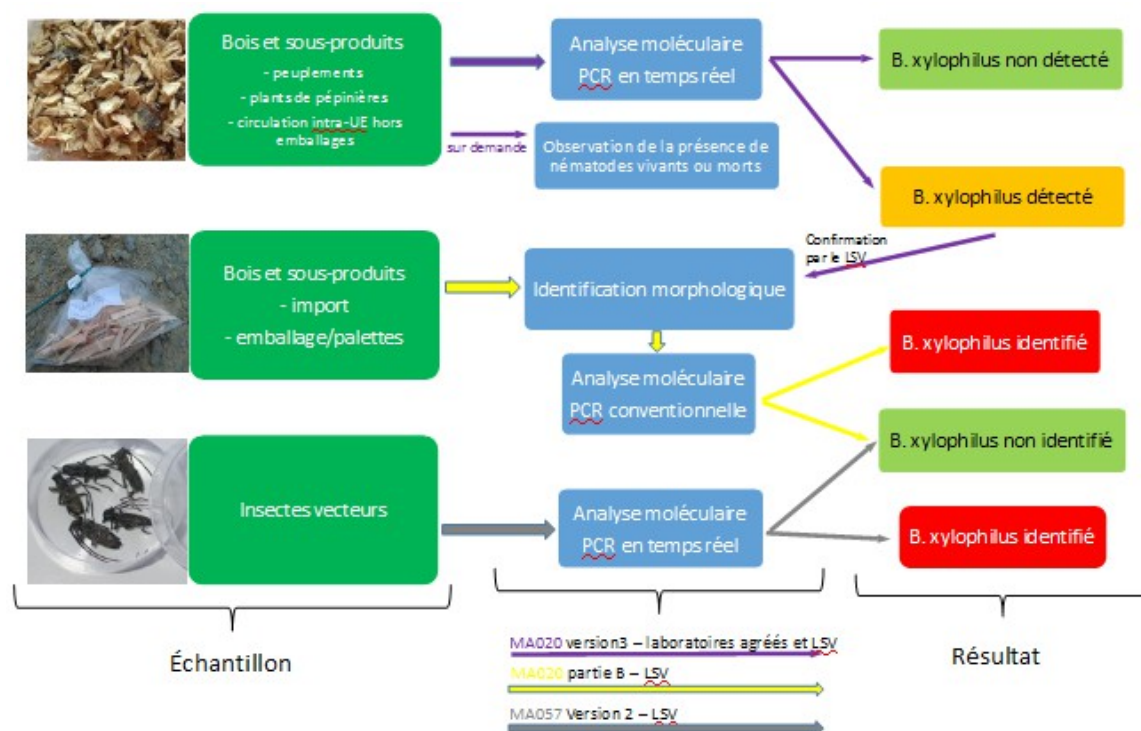 Bois et sous-produits
- peuplements
- plants de pépinières
- circulation intra-UE hors
emballages
sur demande
Analyse moléculaire
PCR en temps réel
Observation de la présence de
nématodes vivants ou morts
B. xylophilus non détecté
B. xylophilus détecté
Confirmation
par le LSV
Bois et sous-produits
- import
- emballage/palettes
Identification morphologique
Analyse moléculaire
PCR conventionnelle
B. xylophilus identifié
B. xylophilus non identifié
Insectes vecteurs
Analyse moléculaire
PCR en temps réel
B. xylophilus identifié
Échantillon
MA020 version3 – laboratoires agréés et LSV
MA020 partie B – LSV
MA057 Version 2 – LSV
Résultat